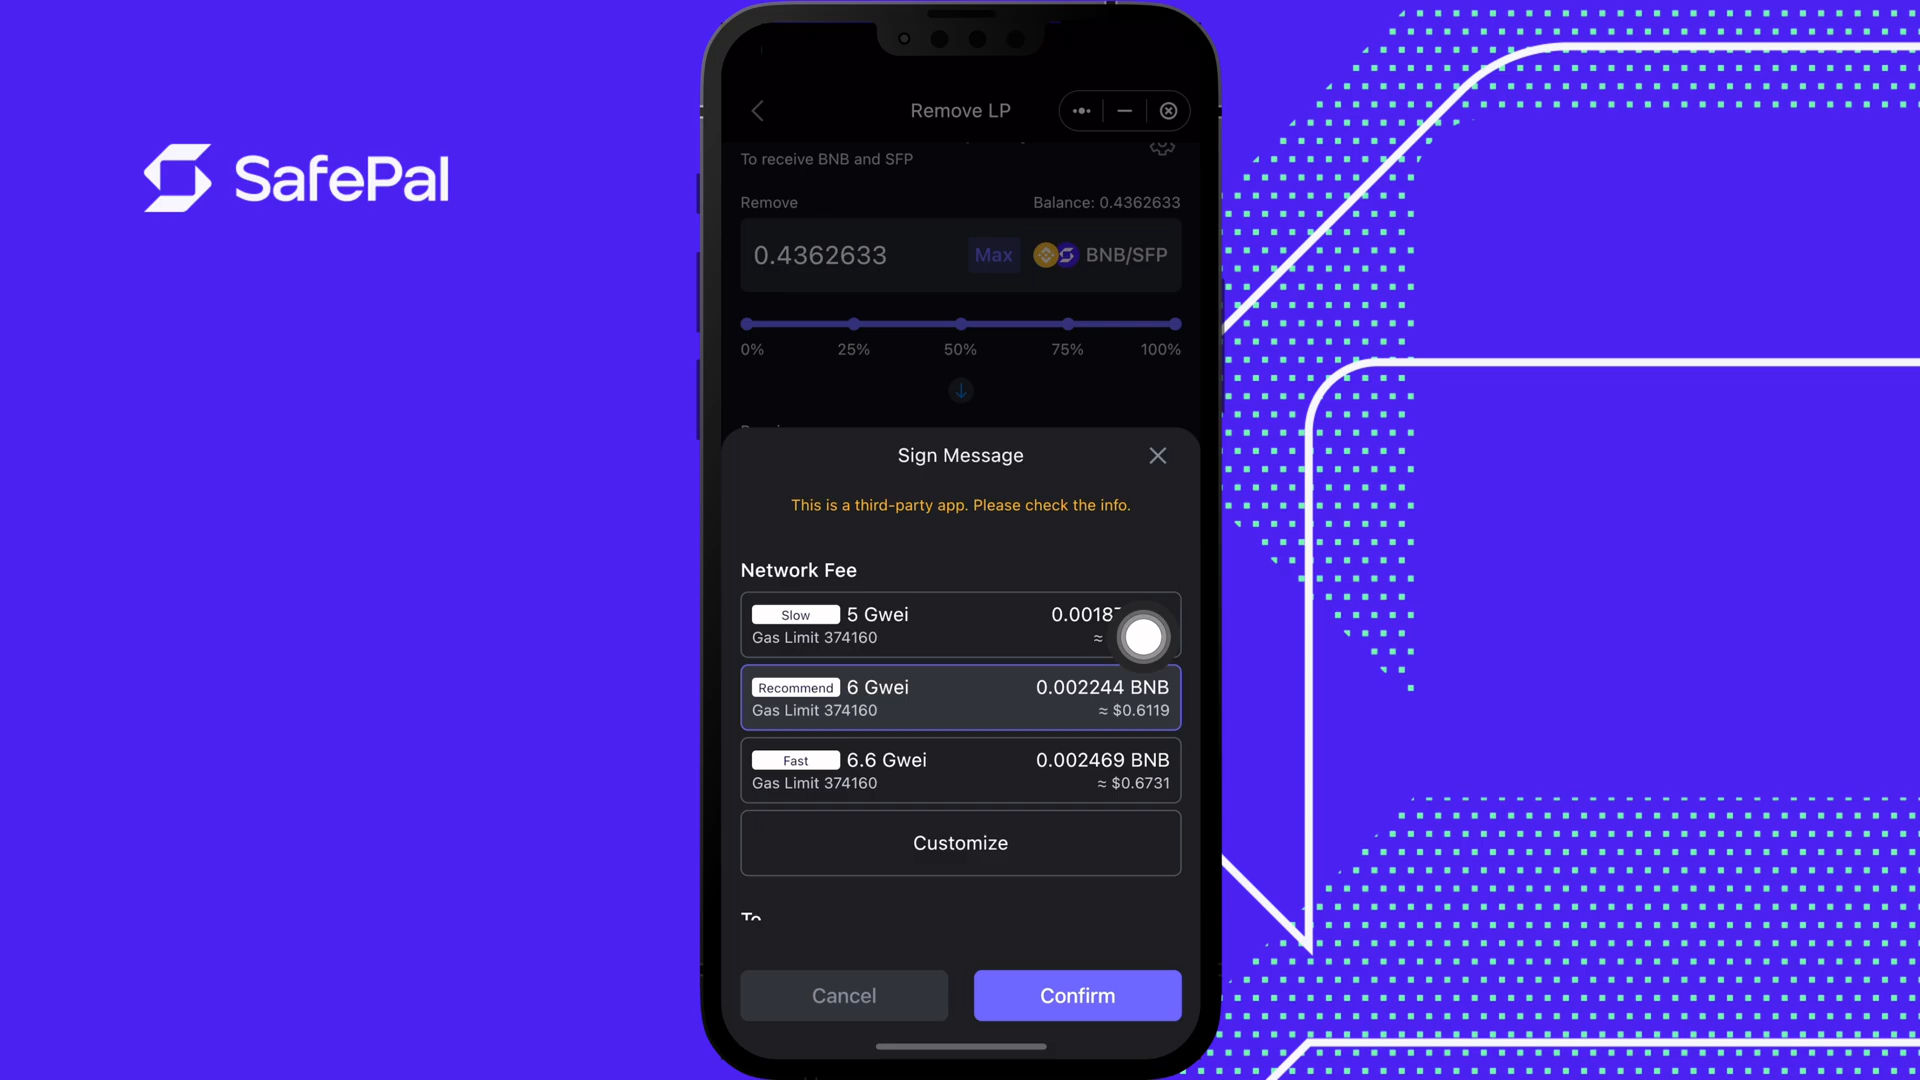 SafePal
Remove LP
To receive BNB and SFP
Remove
Balance: 0.4362633
0.4362633
Max
BNB/SFP
0%
25%
50%
75%
100%
Sign Message
This is a third-party app. Please check the info.
Network Fee
Slow
5 Gwei
0.0018
Gas Limit 374160
≈
Recommend
6 Gwei
0.002244 BNB
Gas Limit 374160
≈ $0.6119
Fast
6.6 Gwei
0.002469 BNB
Gas Limit 374160
≈ $0.6731
Customize
To
Cancel
Confirm